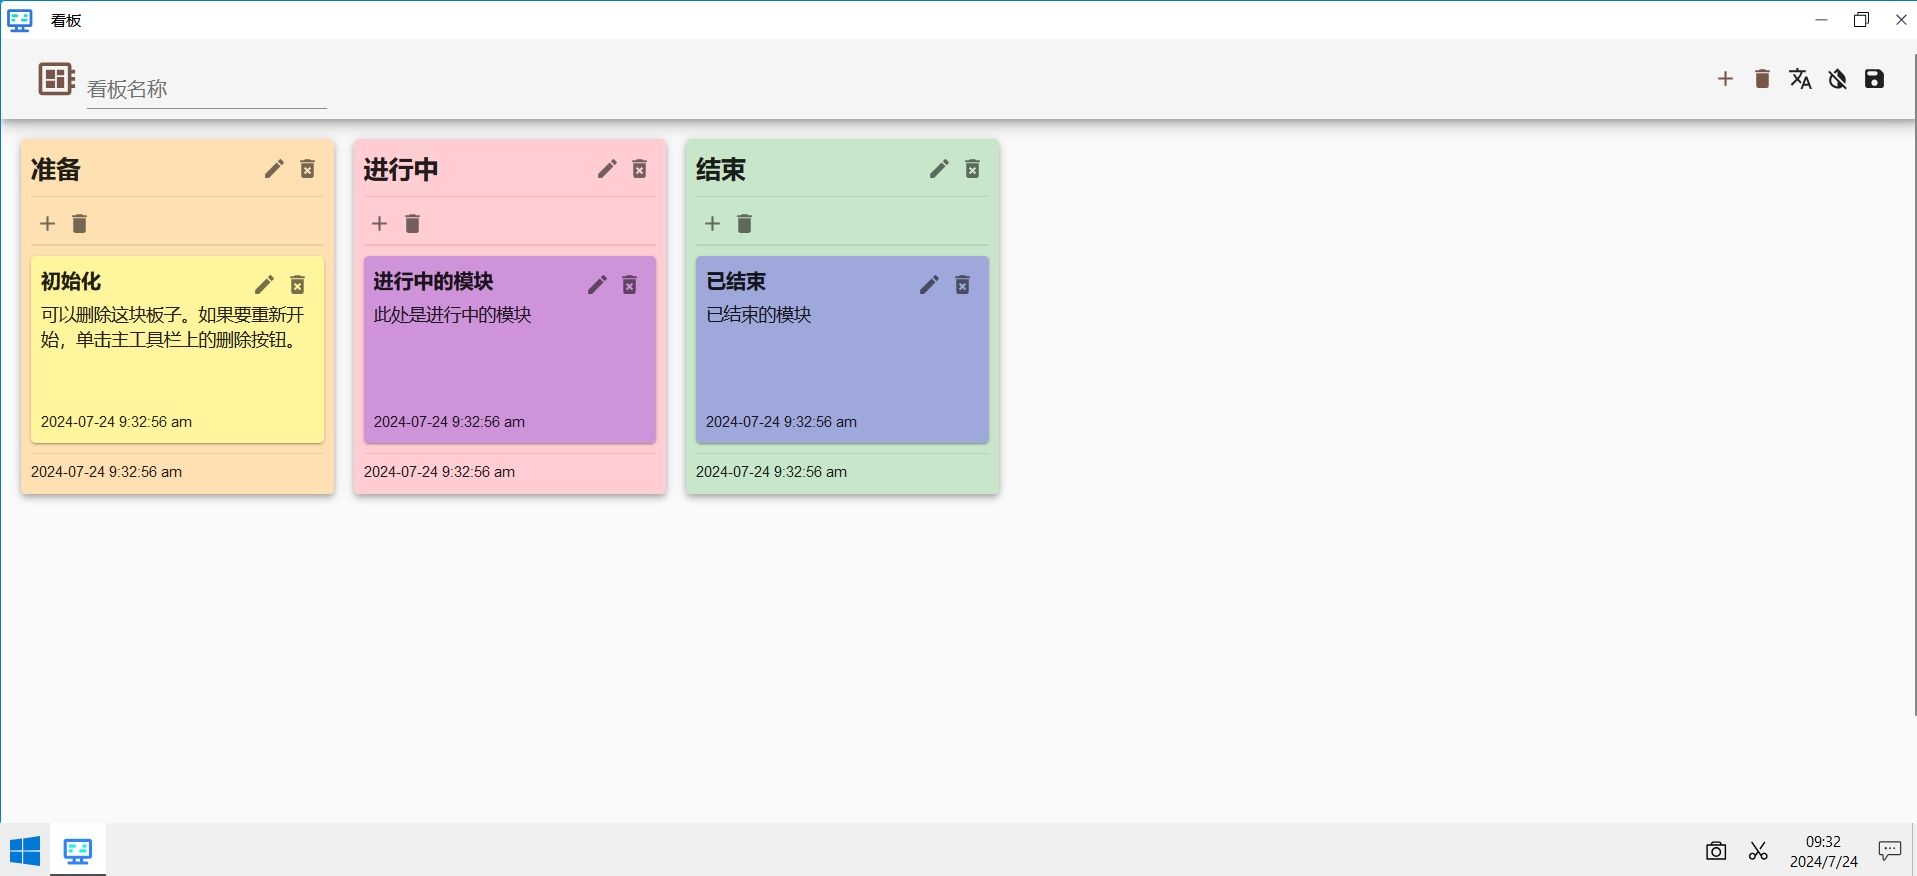 看板
看板名称
准备
初始化
可以删除这块板子。如果要重新开
始，单击主工具栏上的删除按钮。
2024-07-24 9:32:56 am
2024-07-24 9:32:56 am
进行中
进行中的模块
此处是进行中的模块
2024-07-24 9:32:56 am
2024-07-24 9:32:56 am
结束
已结束
已结束的模块
2024-07-24 9:32:56 am
2024-07-24 9:32:56 am
09:32
2024/7/24